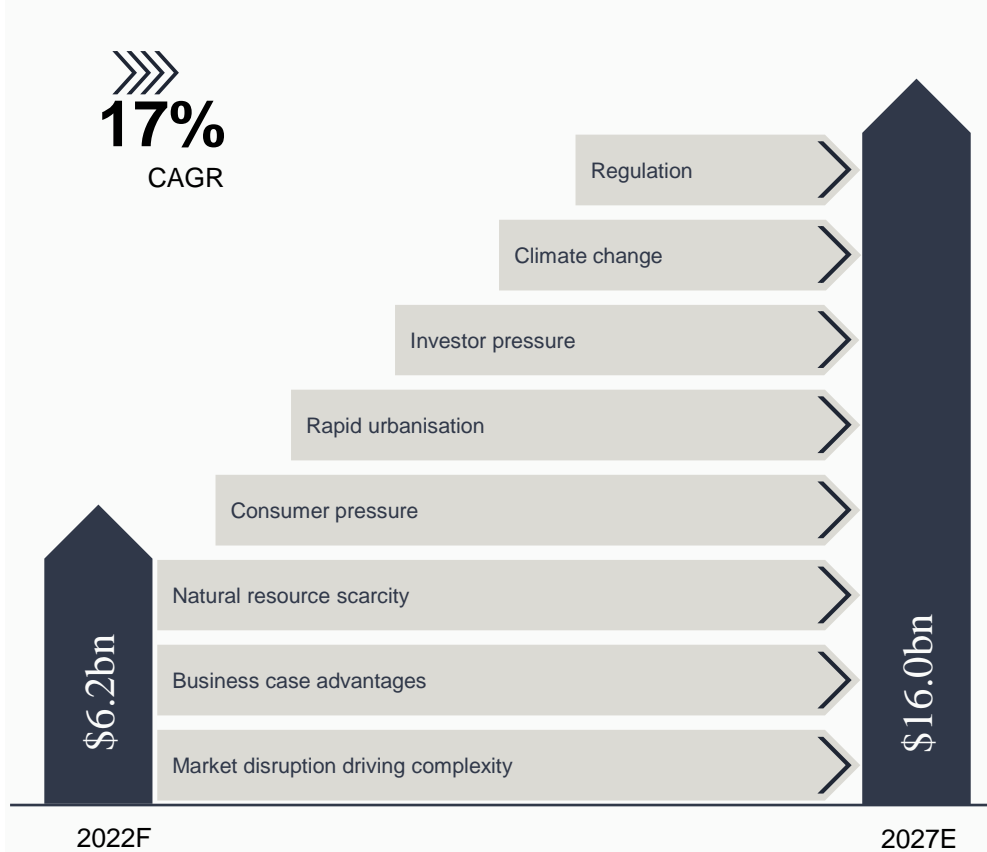 17%
CAGR
Regulation
Climate change
Investor pressure
Rapid urbanisation
Consumer pressure
Natural resource scarcity
Business case advantages
Market disruption driving complexity
$6.2bn
$16.0bn
2022F
2027E